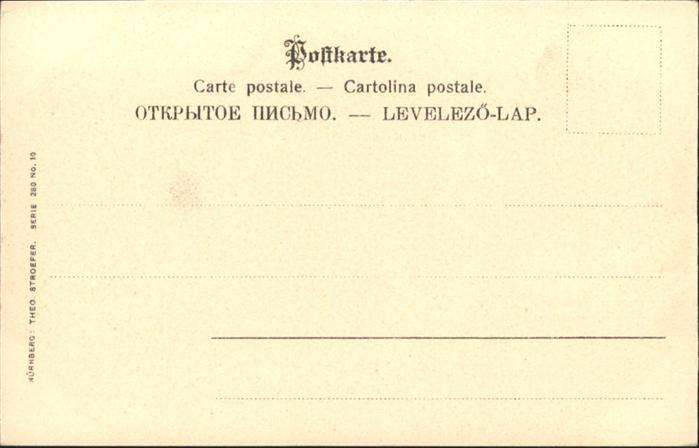 Postkarte.
Carte postale. — Cartolina postale.
ОТКРЫТОЕ ПИСЬМО. — LEVELEZŐ-LAP.
NÜRNBERG: THEO. STROEFER. SERIE 280 No. 10